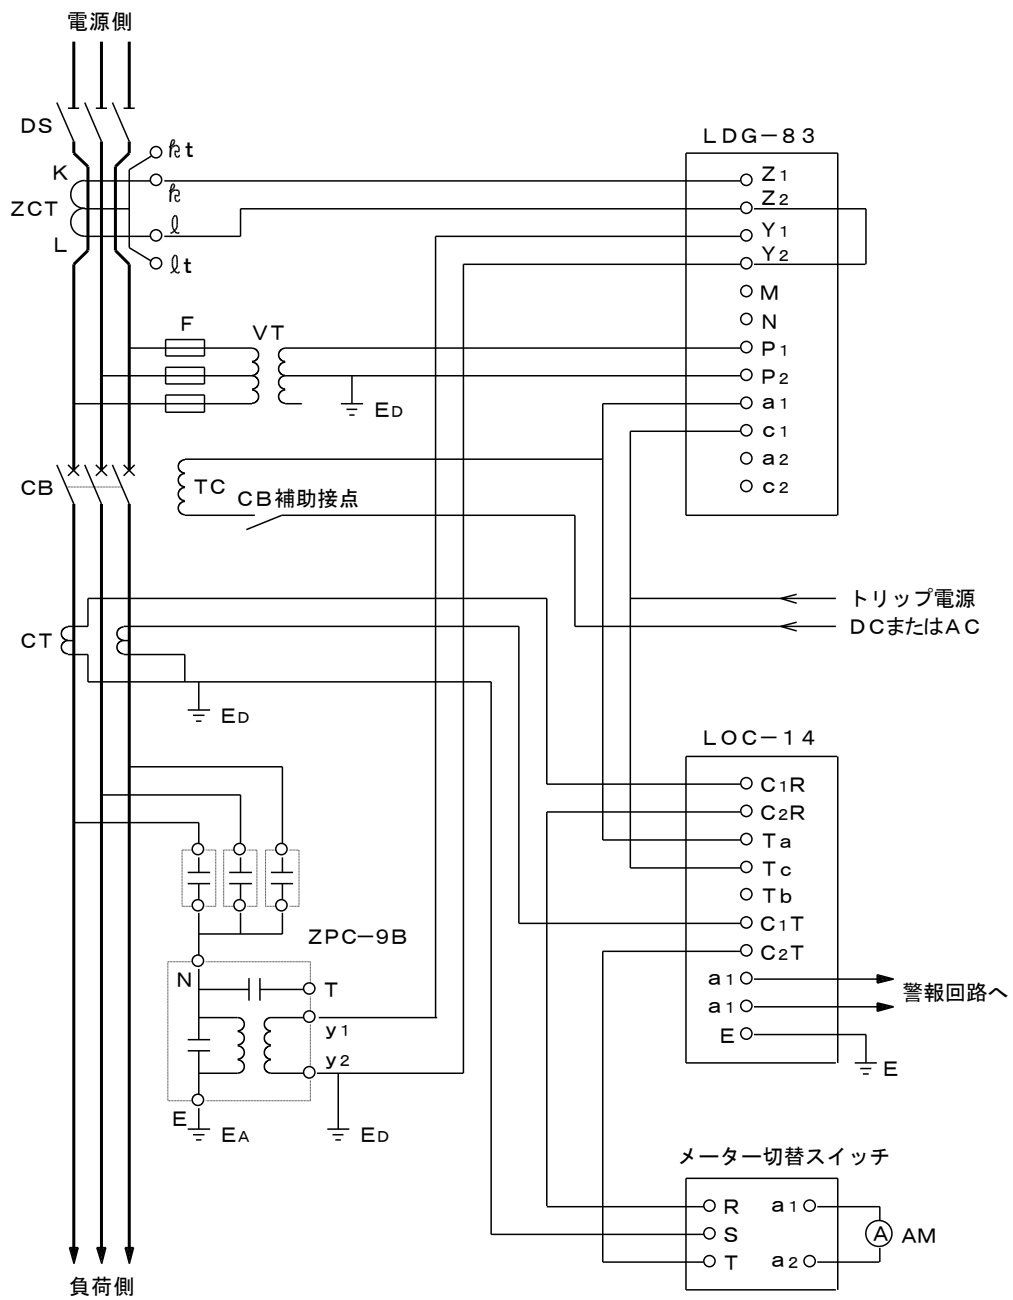 電源側
DS
K
ZCT
L
kt
k
ℓ
ℓt
LDG－83
Z1
Z2
Y1
Y2
M
N
P1
P2
a1
c1
a2
c2
F
VT
ED
CB
TC
CB補助接点
トリップ電源
DCまたはAC
CT
ED
LOC－14
C1R
C2R
Ta
Tc
Tb
C1T
C2T
a1
a1
E
警報回路へ
E
ZPC－9B
N
T
y1
y2
E
EA
ED
メーター切替スイッチ
R
S
T
a1
a2
A
AM
負荷側